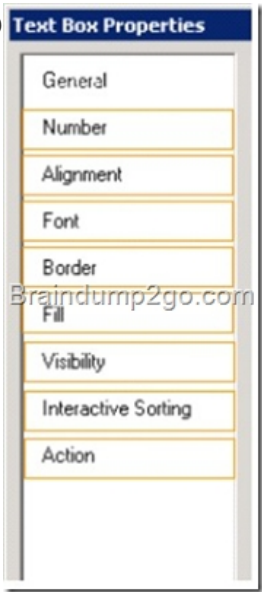 Text Box Properties
General
Number
Alignment
Font
Border
Braindump2go.com
Fill
Visibility
Interactive Sorting
Action